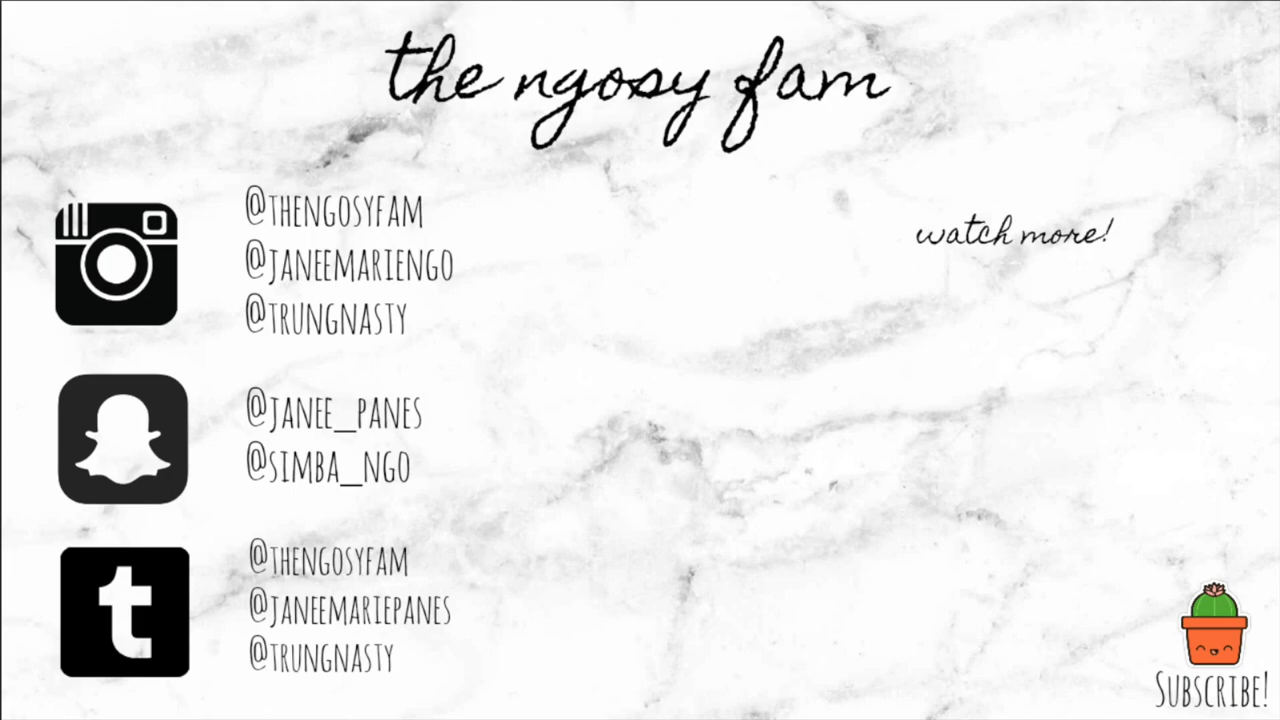 the ngosy fam
@THENGOSYFAM
@JANEEMARIENGO
@TRUNGNASTY
watch more!
@JANEE_PANES
@SIMBA_NGO
@THENGOSYFAM
@JANEEMARIEPANES
@TRUNGNASTY
SUBSCRIBE!